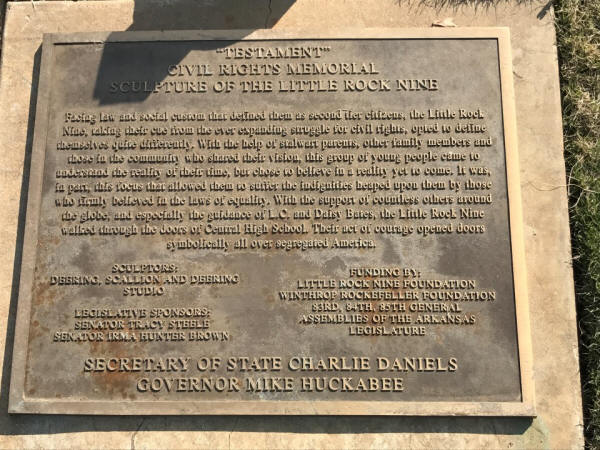 "TESTAMENT"
CIVIL RIGHTS MEMORIAL
SCULPTURE OF THE LITTLE ROCK NINE
Facing law and social custom that defined them as second tier citizens, the Little Rock
Nine, taking their cue from the ever expanding struggle for civil rights, opted to define
themselves quite differently. With the help of stalwart parents, other family members and
those in the community who shared their vision, this group of young people came to
understand the reality of their time, but chose to believe in a reality yet to come. It was,
in part, this focus that allowed them to suffer the indignities heaped upon them by those
who firmly believed in the laws of equality. With the support of countless others around
the globe, and especially the guidance of L.C. and Daisy Bates, the Little Rock Nine
walked through the doors of Central High School. Their act of courage opened doors
symbolically all over segregated America.
SCULPTORS:
DEERING, SCALLION AND DEERING
STUDIO
LEGISLATIVE SPONSORS:
SENATOR TRACY STEELE
SENATOR IRMA HUNTER BROWN
FUNDING BY:
LITTLE ROCK NINE FOUNDATION
WINTHROP ROCKEFELLER FOUNDATION
83RD, 84TH, 85TH GENERAL
ASSEMBLIES OF THE ARKANSAS
LEGISLATURE
SECRETARY OF STATE CHARLIE DANIELS
GOVERNOR MIKE HUCKABEE